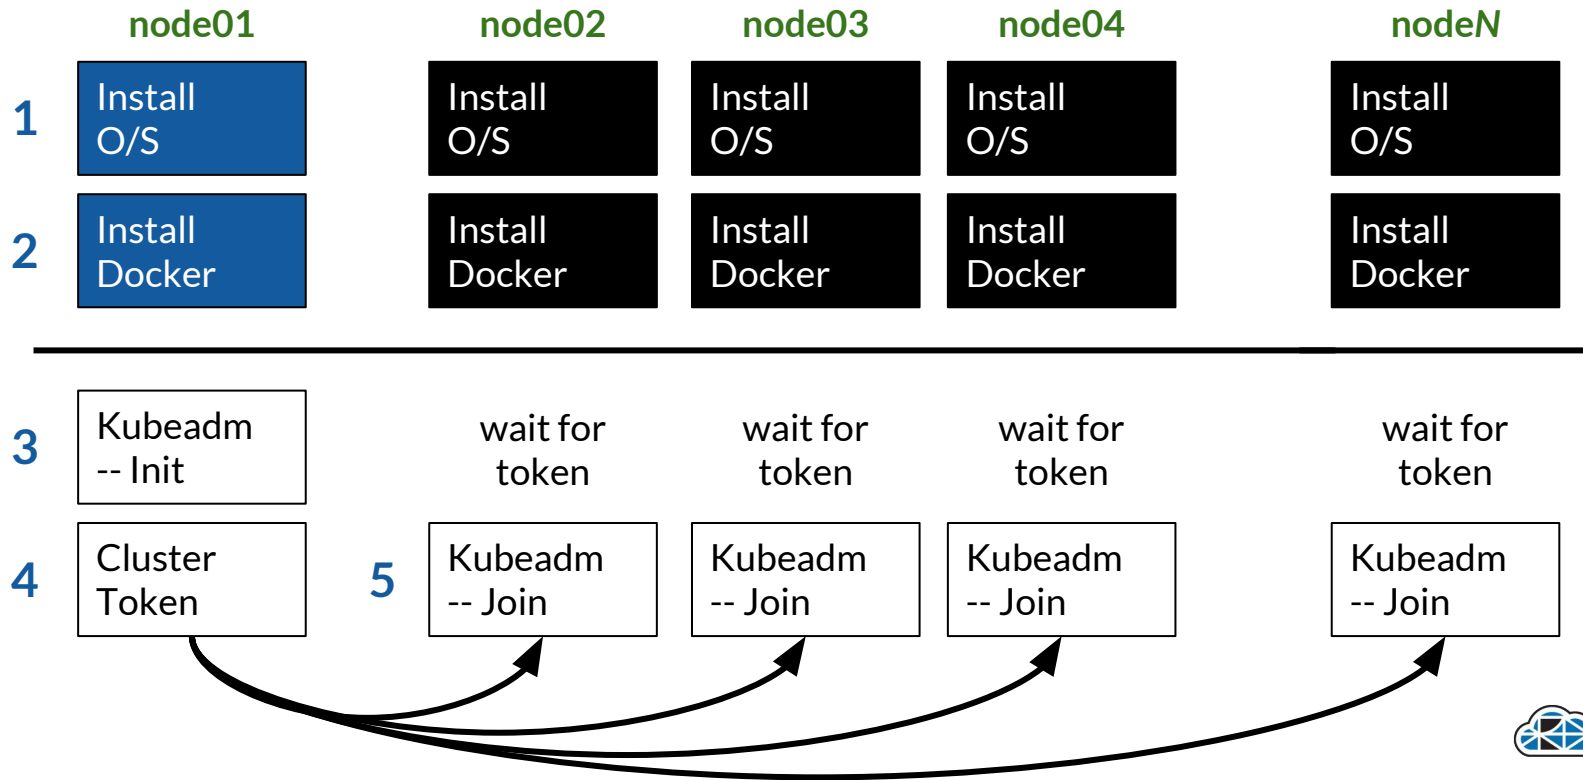 node01 node02 node03 node04 nodeN
1
Install
O/S
Install
O/S
Install
O/S
Install
O/S
Install
O/S
2
Install
Docker
Install
Docker
Install
Docker
Install
Docker
Install
Docker
3
Kubeadm
-- Init
wait for
token
wait for
token
wait for
token
wait for
token
4
Cluster
Token
5
Kubeadm
-- Join
Kubeadm
-- Join
Kubeadm
-- Join
Kubeadm
-- Join